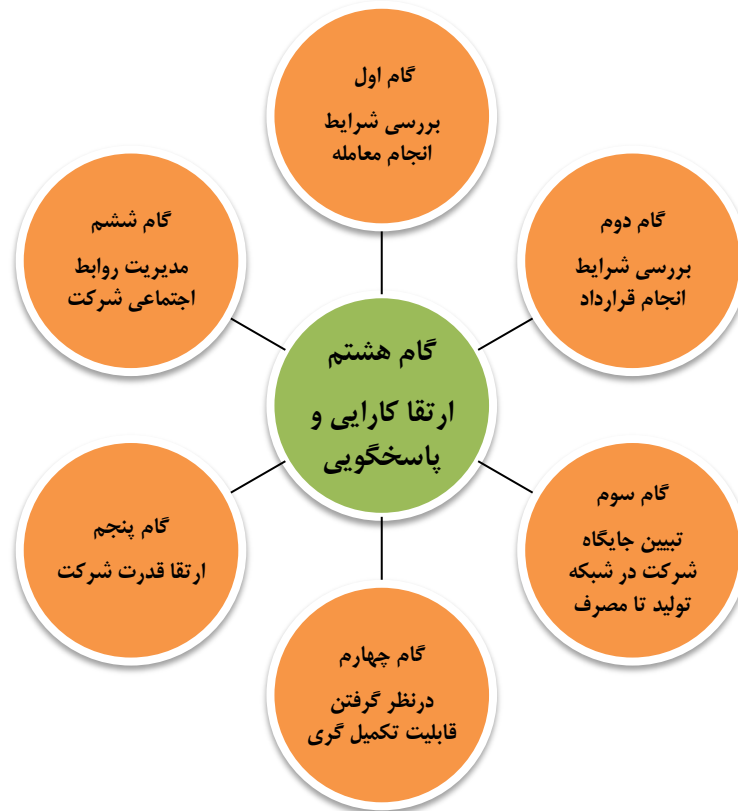 گام اول
بررسی شرایط
انجام معامله
گام دوم
بررسی شرایط
انجام قرارداد
گام سوم
تبیین جایگاه
شرکت در شبکه
تولید تا مصرف
گام چهارم
درنظر گرفتن
قابلیت تکمیل گری
گام پنجم
ارتقا قدرت شرکت
گام ششم
مدیریت روابط
اجتماعی شرکت
گام هشتم
ارتقا کارایی و
پاسخگویی